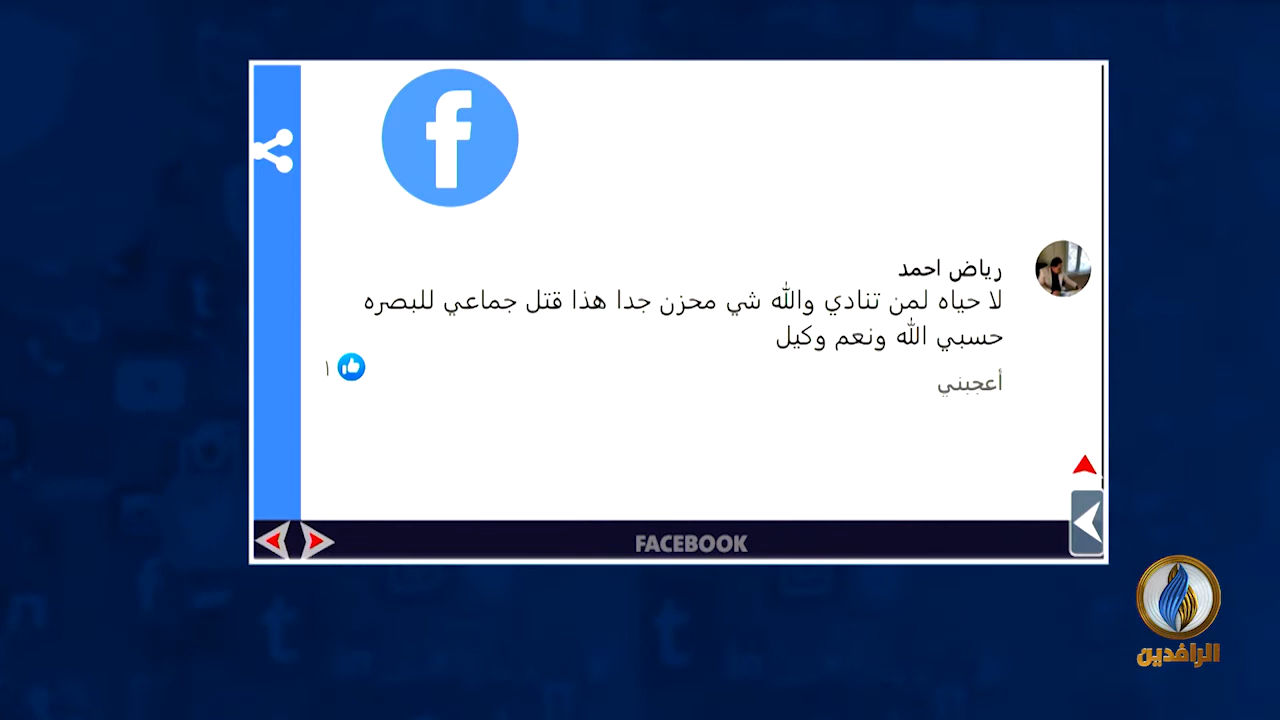 رياض احمد
لا حياه لمن تنادي والله شي محزن جدا هذا قتل جماعي للبصره
حسبي الله ونعم وكيل
١
أعجبني
FACEBOOK
الرافدين